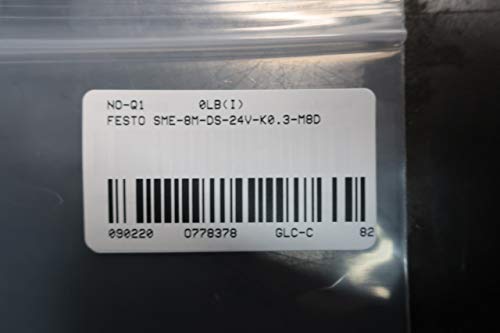 NO-Q1 0LB(I)
FESTO SME-8M-DS-24V-K0.3-M8D
090220 0778378 GLC-C 82